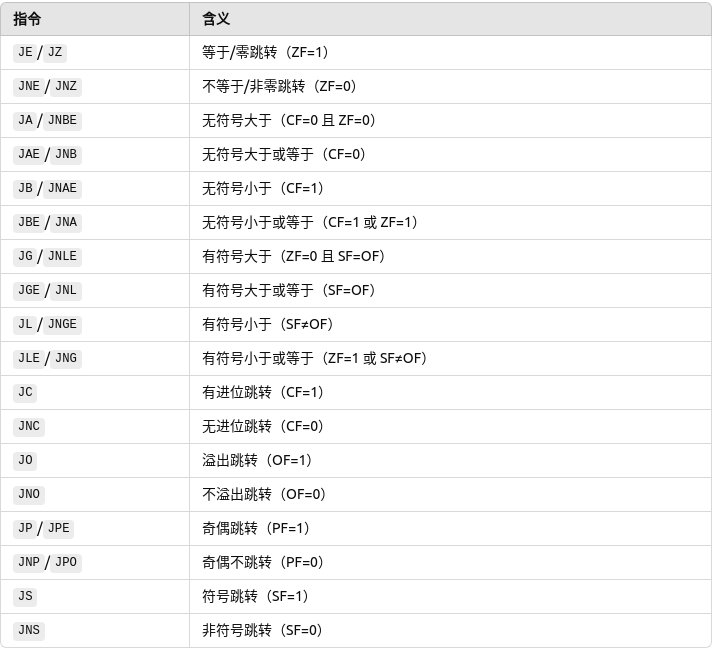 指令 含义
JE / JZ 等于/零跳转（ZF=1）
JNE / JNZ 不等于/非零跳转（ZF=0）
JA / JNBE 无符号大于（CF=0 且 ZF=0）
JAE / JNB 无符号大于或等于（CF=0）
JB / JNAE 无符号小于（CF=1）
JBE / JNA 无符号小于或等于（CF=1 或 ZF=1）
JG / JNLE 有符号大于（ZF=0 且 SF=OF）
JGE / JNL 有符号大于或等于（SF=OF）
JL / JNGE 有符号小于（SF≠OF）
JLE / JNG 有符号小于或等于（ZF=1 或 SF≠OF）
JC 有进位跳转（CF=1）
JNC 无进位跳转（CF=0）
JO 溢出跳转（OF=1）
JNO 不溢出跳转（OF=0）
JP / JPE 奇偶跳转（PF=1）
JNP / JPO 奇偶不跳转（PF=0）
JS 符号跳转（SF=1）
JNS 非符号跳转（SF=0）